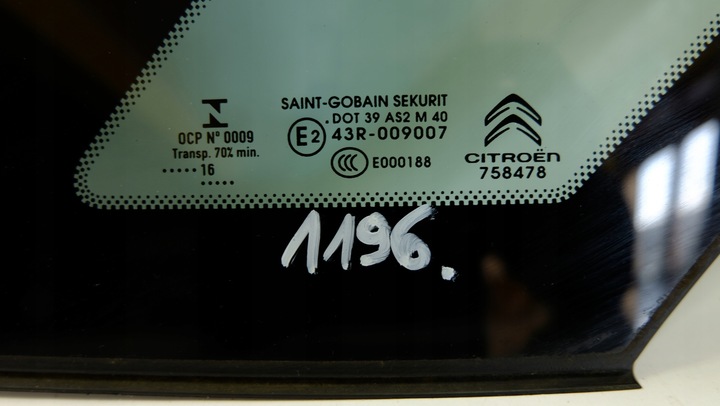 OCP N° 0009
Transp. 70% min.
..... 16
.....
SAINT-GOBAIN SEKURIT
.DOT 39 AS2 M 40
E2 43R-009007
CCC E000188
CITROËN
758478
1196.